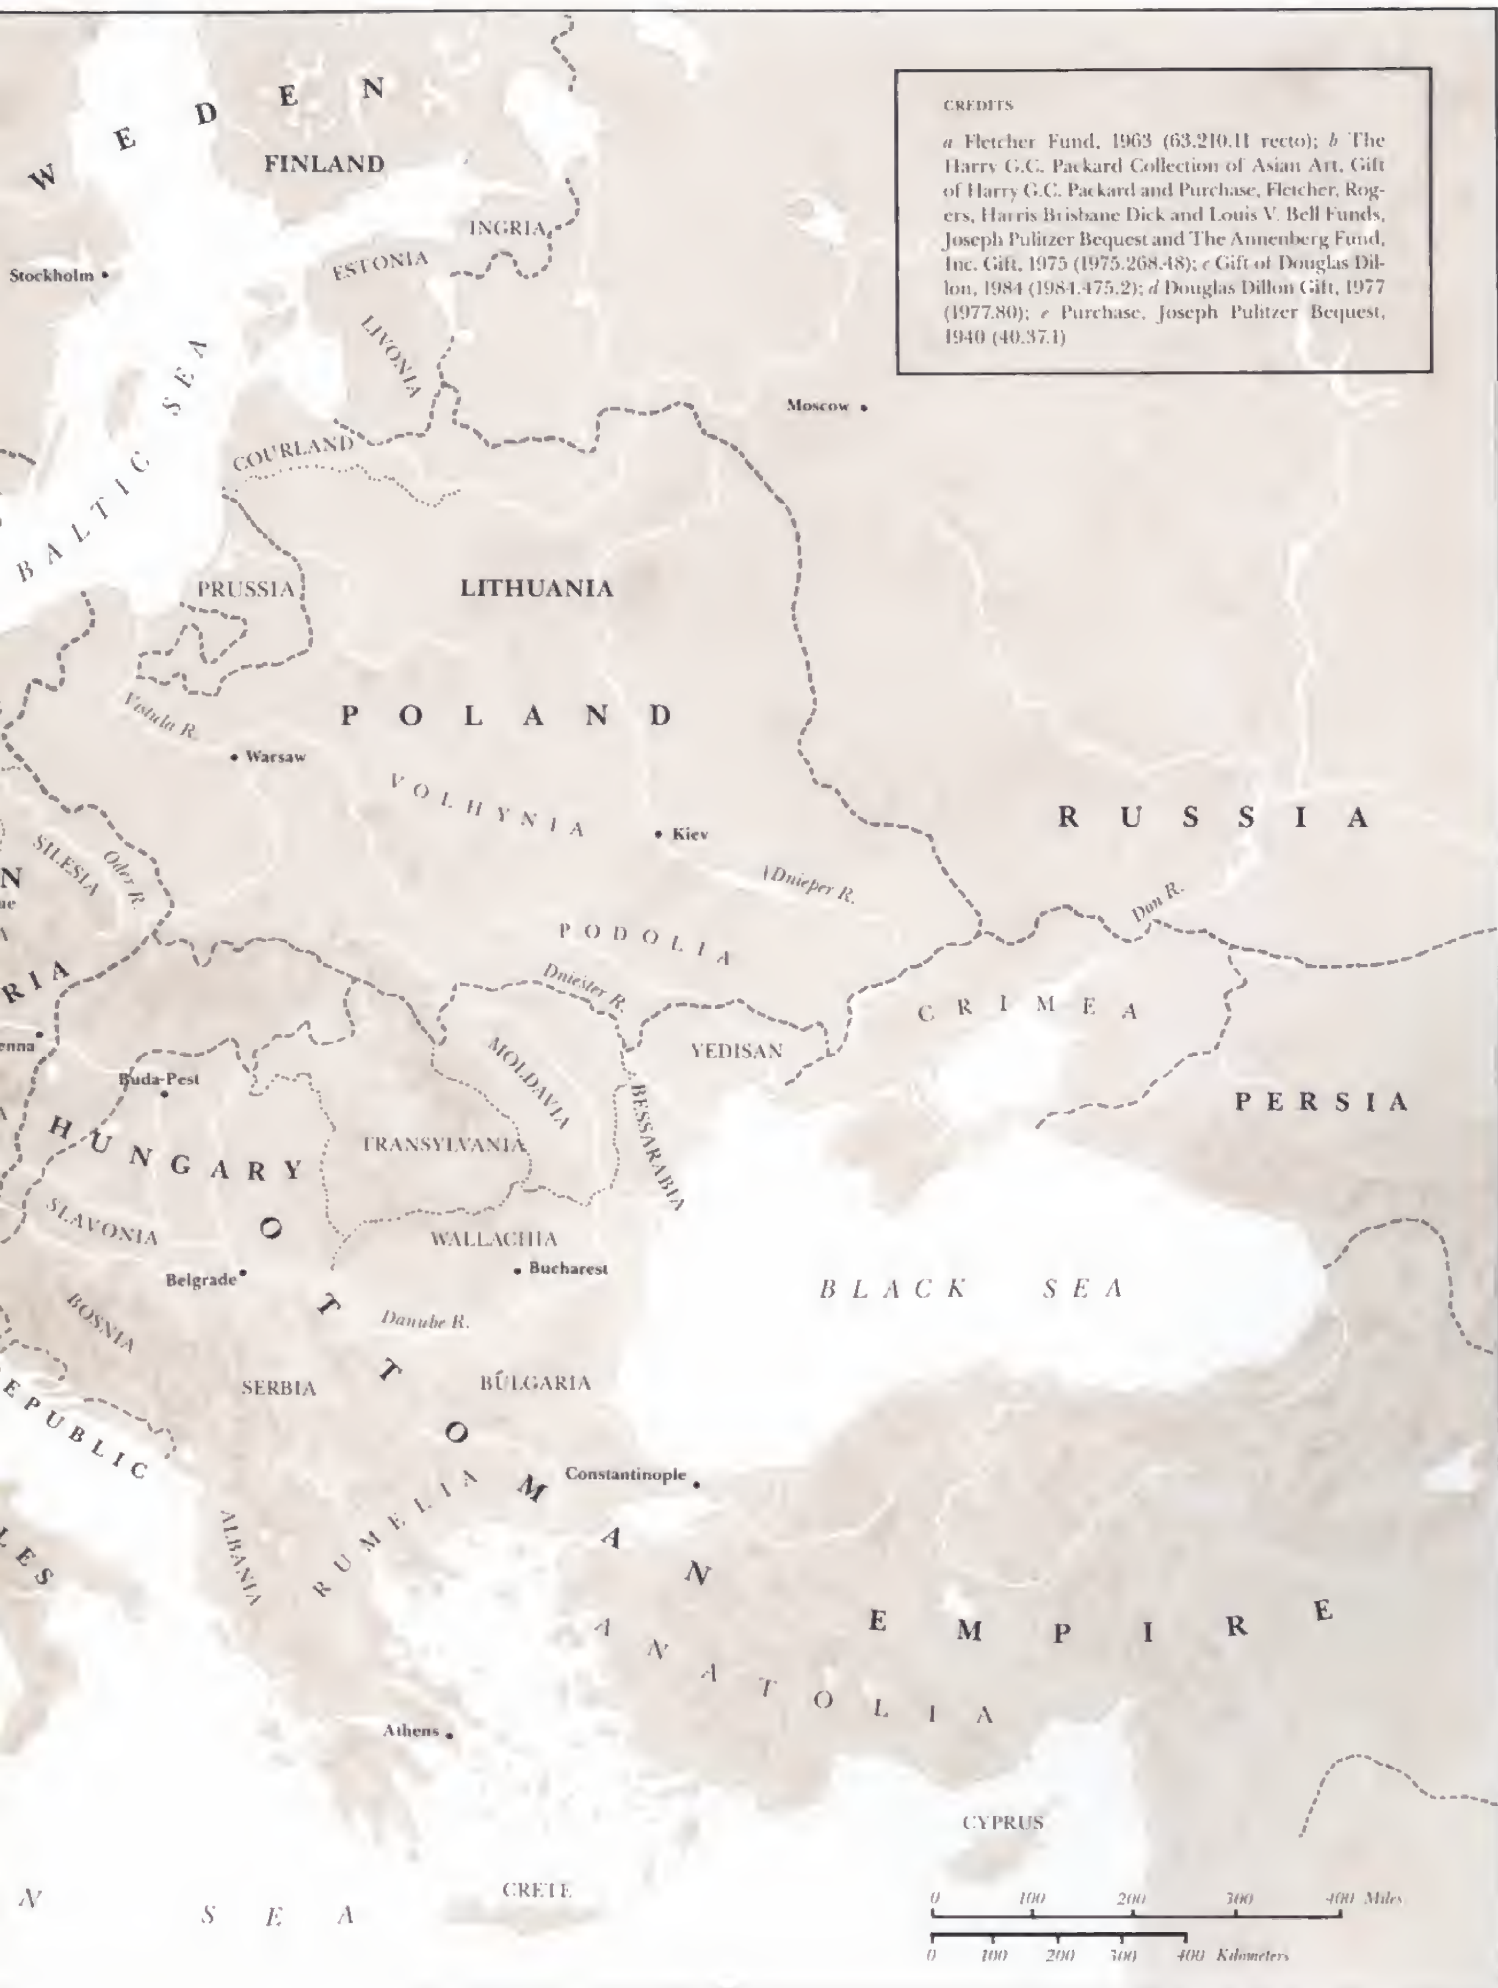 WEDEN
FINLAND
INGRIA
ESTONIA
Stockholm
LIVONIA
BALTIC SEA
COURLAND
Moscow
CREDITS
a Fletcher Fund, 1963 (63.210.11 recto); b The
Harry G.C. Packard Collection of Asian Art, Gift
of Harry G.C. Packard and Purchase, Fletcher, Rog-
ers, Harris Brisbane Dick and Louis V. Bell Funds,
Joseph Pulitzer Bequest and The Annenberg Fund,
Inc. Gift, 1975 (1975.268.48); c Gift of Douglas Dil-
lon, 1984 (1984.475.2); d Douglas Dillon Gift, 1977
(1977.80); e Purchase, Joseph Pulitzer Bequest,
1940 (40.37.1)
PRUSSIA
LITHUANIA
POLAND
Vistula R.
Warsaw
VOLHYNIA
Kiev
RUSSIA
SILESIA
Oder R.
N
Dnieper R.
Don R.
PODOLIA
RIA
Dniester R.
CRIMEA
enna
YEDISAN
MOLDAVIA
Buda-Pest
BESSARABIA
PERSIA
HUNGARY
TRANSYLVANIA
SLAVONIA
WALLACHIA
Belgrade
Bucharest
BLACK SEA
BOSNIA
Danube R.
SERBIA
BULGARIA
EPUBLIC
OTTOMAN EMPIRE
Constantinople
RUMELIA
ALBANIA
LES
ANATOLIA
Athens
CYPRUS
CRETE
N SEA
0 100 200 300 400 Miles
0 100 200 300 400 Kilometers